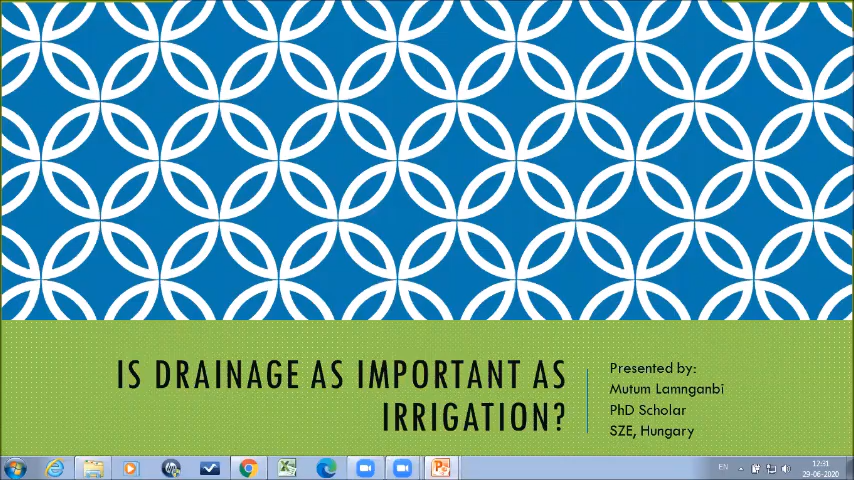 IS DRAINAGE AS IMPORTANT AS
IRRIGATION?
Presented by:
Mutum Lamnganbi
PhD Scholar
SZE, Hungary
EN
12:31
29-06-2020